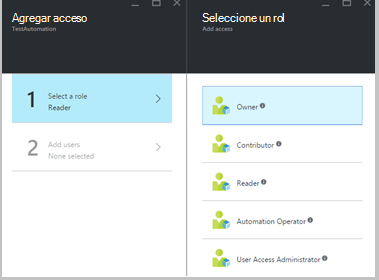 Agregar acceso
TestAutomation
1
Select a role
Reader
2
Add users
None selected
Seleccione un rol
Add access
Owner
Contributor
Reader
Automation Operator
User Access Administrator